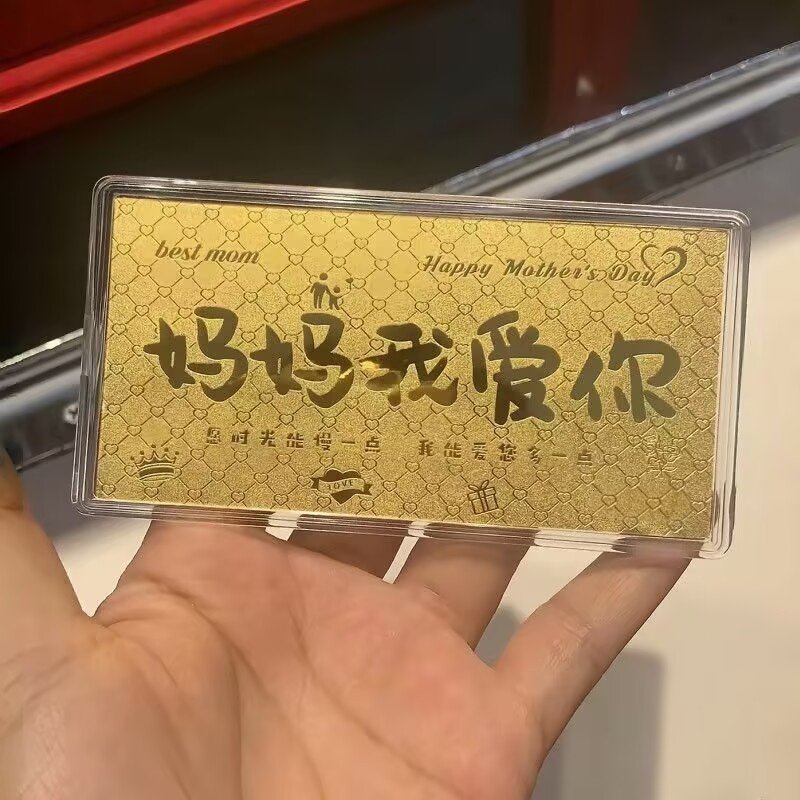 best mom
Happy Mother's Day
妈妈我爱你
愿时光能慢一点 我能爱您多一点
LOVE